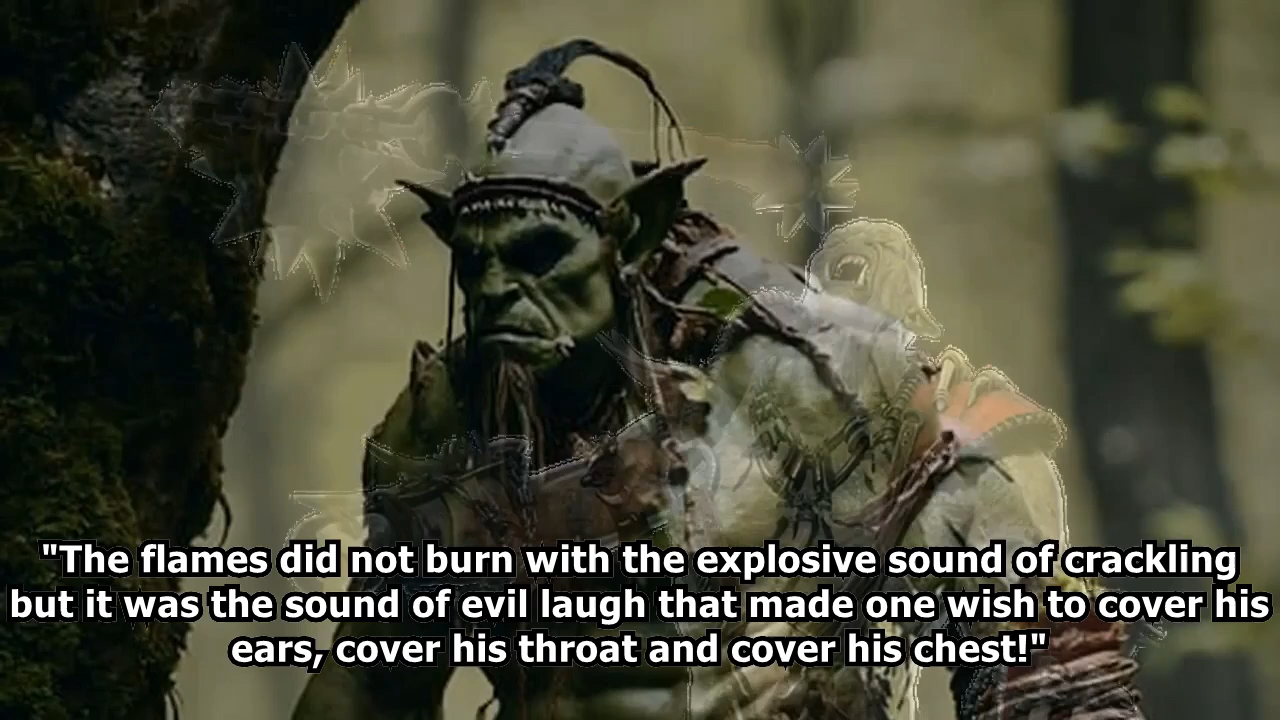 "The flames did not burn with the explosive sound of crackling
but it was the sound of evil laugh that made one wish to cover his
ears, cover his throat and cover his chest!"